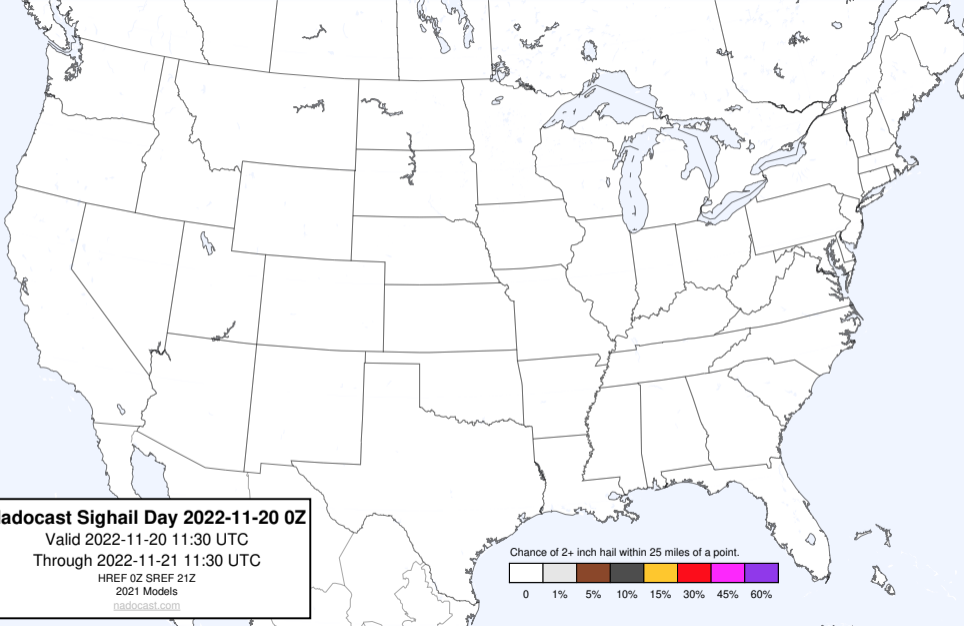 adocast Sighail Day 2022-11-20 0Z
Valid 2022-11-20 11:30 UTC
Through 2022-11-21 11:30 UTC
HREF 0Z SREF 21Z
2021 Models
nadocast.com
Chance of 2+ inch hail within 25 miles of a point.
0 1% 5% 10% 15% 30% 45% 60%